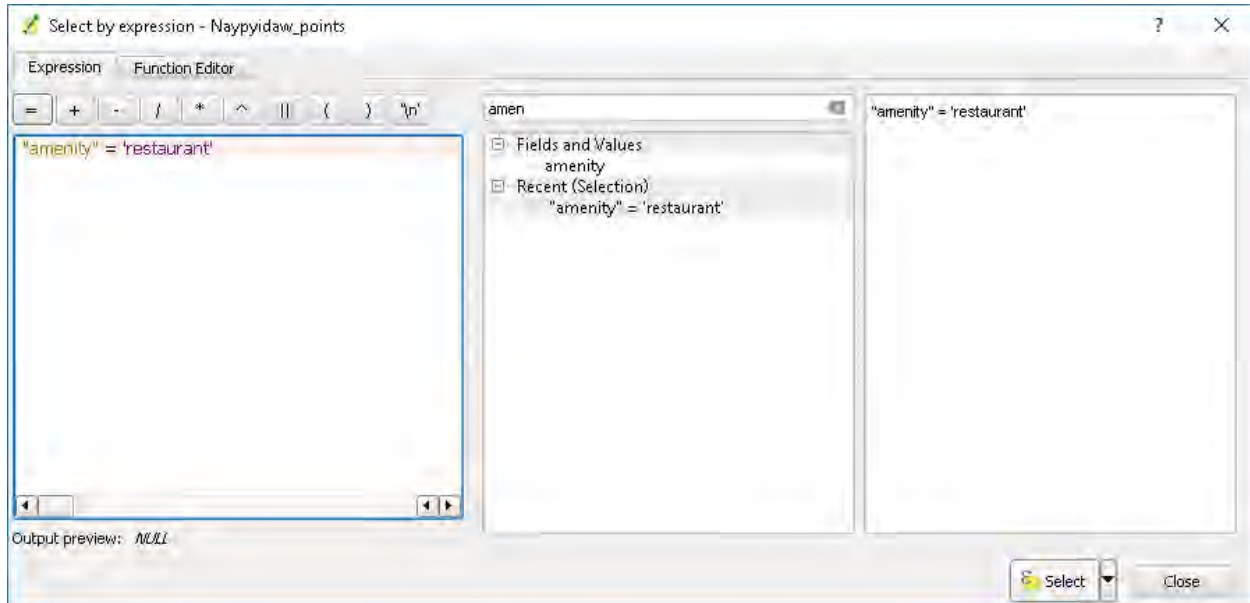 Select by expression - Naypyidaw_points
? X
Expression Function Editor
= + - / * ^ || ( ) '\n'
amen
"amenity" = 'restaurant'
"amenity" = 'restaurant'
Fields and Values
amenity
Recent (Selection)
"amenity" = 'restaurant'
Output preview: NULL
Select Close